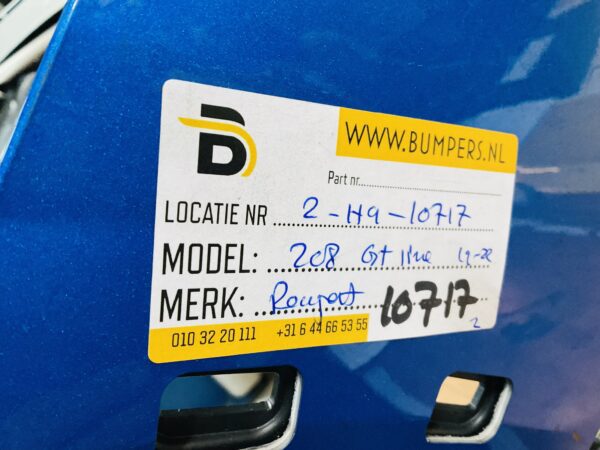 WWW.BUMPERS.NL
Part nr.
LOCATIE NR 2-H9-10717
MODEL: 208 Gt line
MERK: Peugeot
10717
2
010 32 20 111 +31 6 44 66 53 55